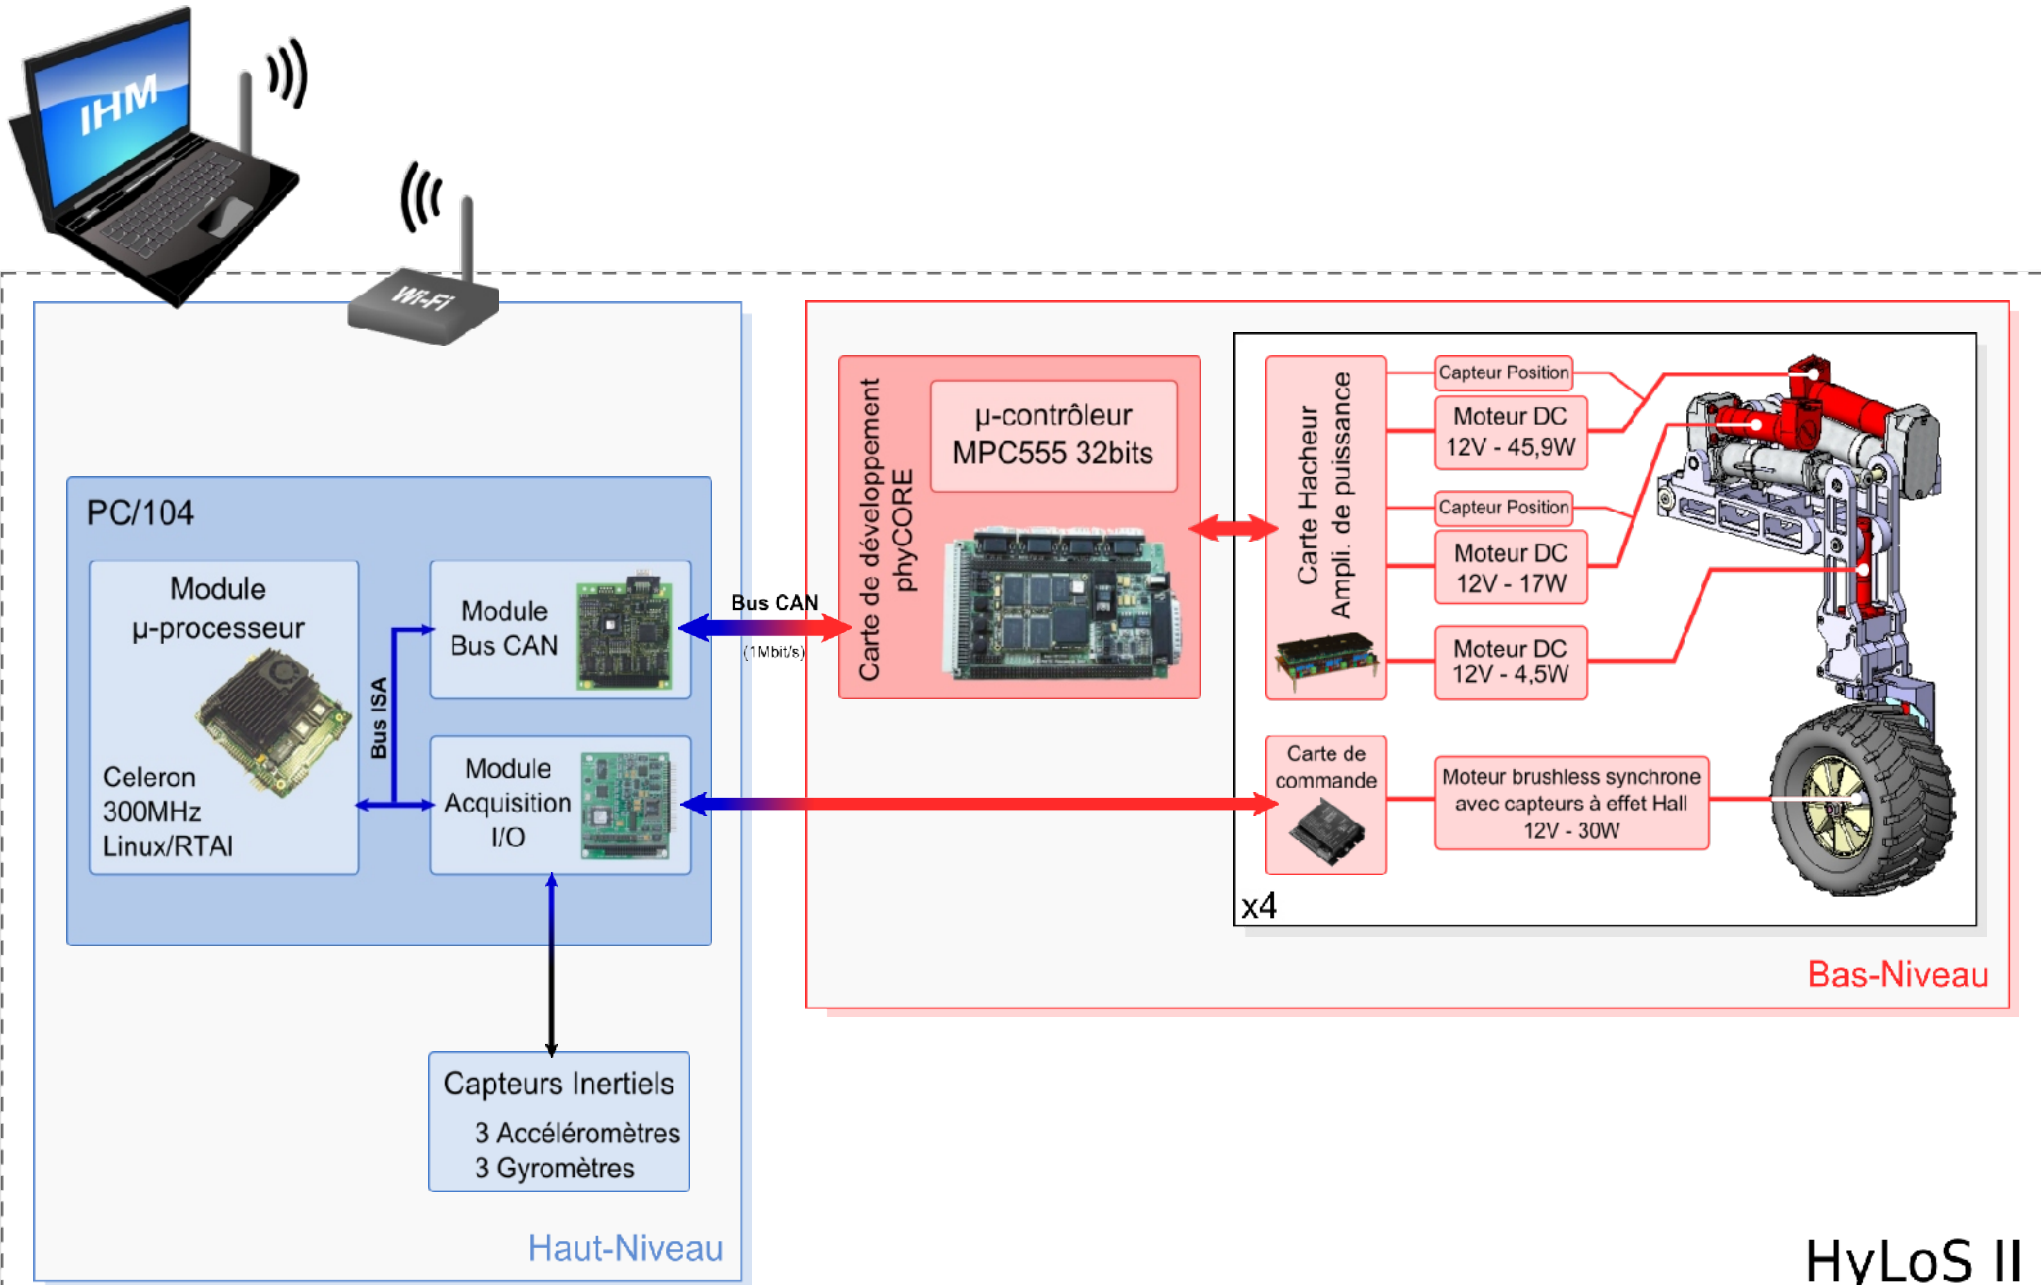 IHM
Wi-Fi
PC/104
Module
µ-processeur
Celeron
300MHz
Linux/RTAI
Bus ISA
Module
Bus CAN
Module
Acquisition
I/O
Capteurs Inertiels
3 Accéléromètres
3 Gyromètres
Haut-Niveau
Bus CAN
(1Mbit/s)
Carte de développement
phyCORE
µ-contrôleur
MPC555 32bits
Carte Hacheur
Ampli. de puissance
Capteur Position
Moteur DC
12V - 45,9W
Capteur Position
Moteur DC
12V - 17W
Moteur DC
12V - 4,5W
Carte de
commande
Moteur brushless synchrone
avec capteurs à effet Hall
12V - 30W
x4
Bas-Niveau
HyLoS II